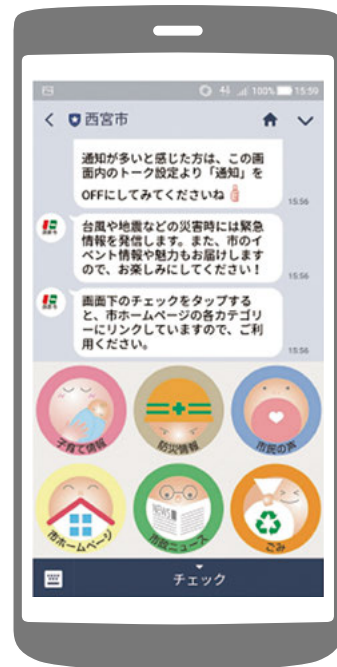 100% 15:59
西宮市
通知が多いと感じた方は、この画
面内のトーク設定より「通知」を
OFFにしてみてくださいね
15:56
台風や地震などの災害時には緊急
情報を発信します。また、市のイ
ベント情報や魅力もお届けします
ので、お楽しみにしてください！
15:56
画面下のチェックをタップする
と、市ホームページの各カテゴリ
ーにリンクしていますので、ご利
用ください。
15:56
子育て情報
防災情報
市民の声
市ホームページ
NEWS
市政ニュース
ごみ
チェック